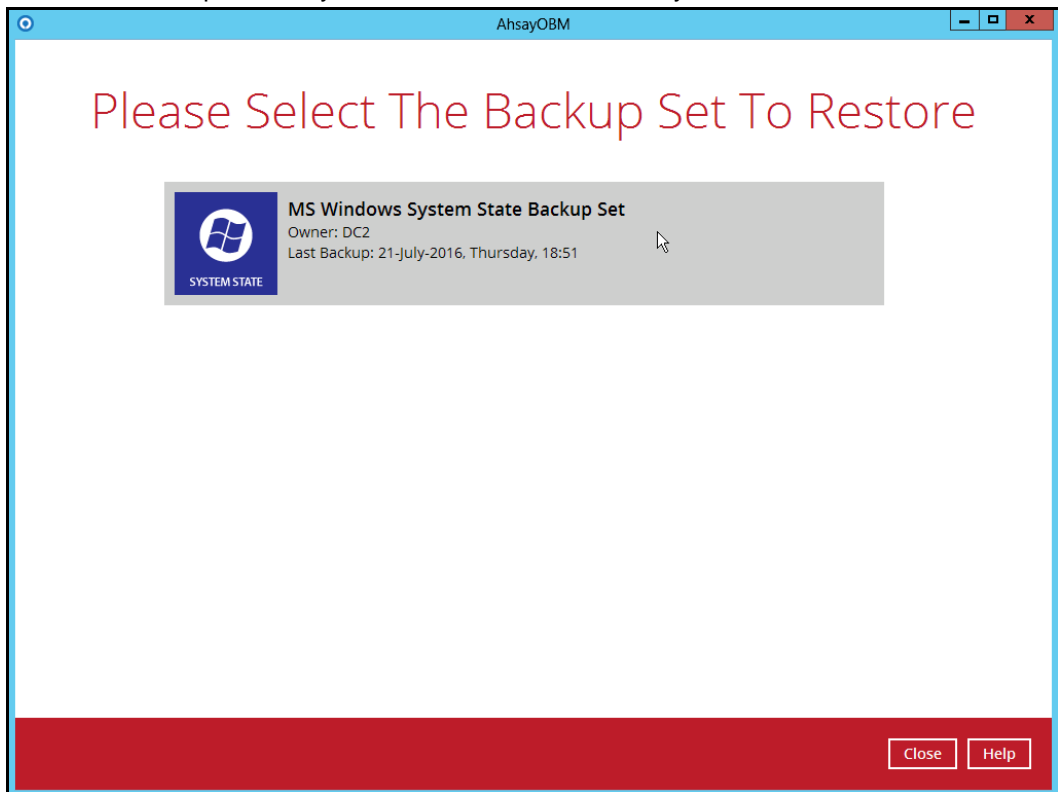 AhsayOBM
Please Select The Backup Set To Restore
MS Windows System State Backup Set
Owner: DC2
Last Backup: 21-July-2016, Thursday, 18:51
SYSTEM STATE
Close Help